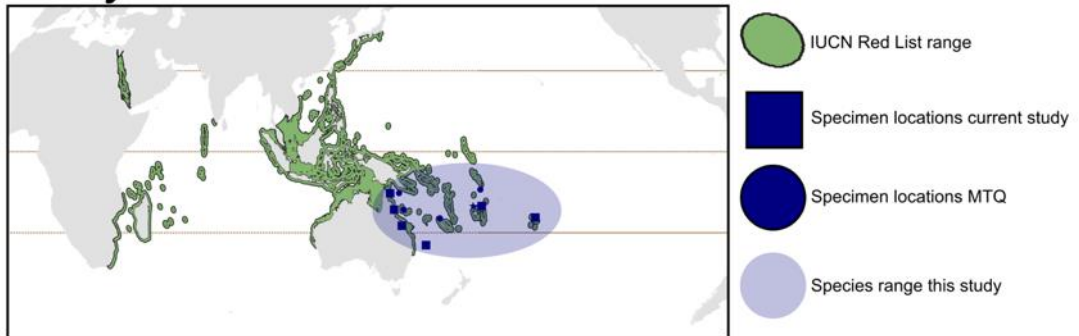 IUCN Red List range
Specimen locations current study
Specimen locations MTQ
Species range this study